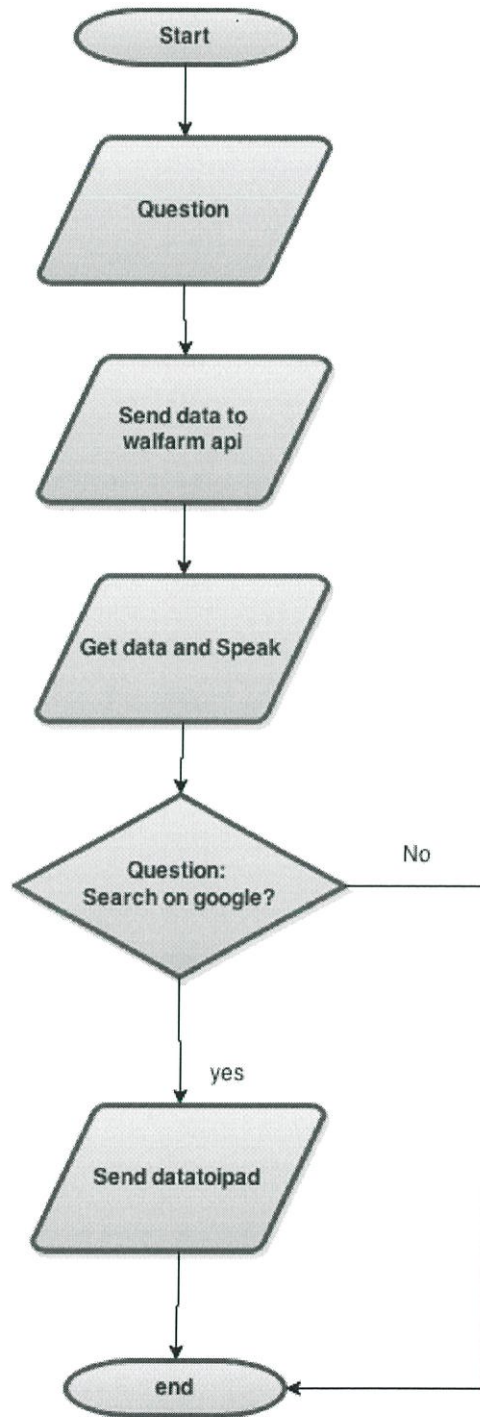 Start
Question
Send data to
walfarm api
Get data and Speak
Question:
Search on google?
No
yes
Send datatoipad
end